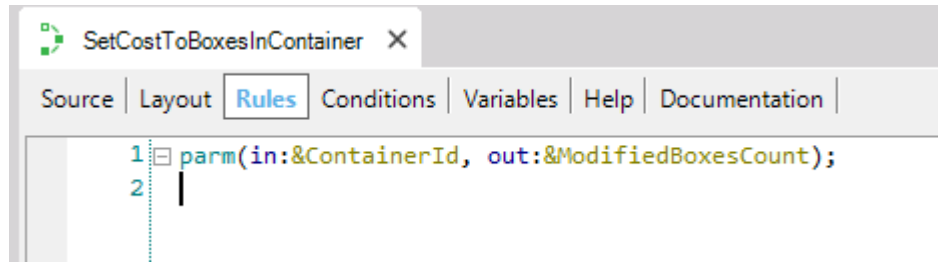 SetCostToBoxesInContainer
Source Layout Rules Conditions Variables Help Documentation
1 parm(in:&ContainerId, out:&ModifiedBoxesCount);
2